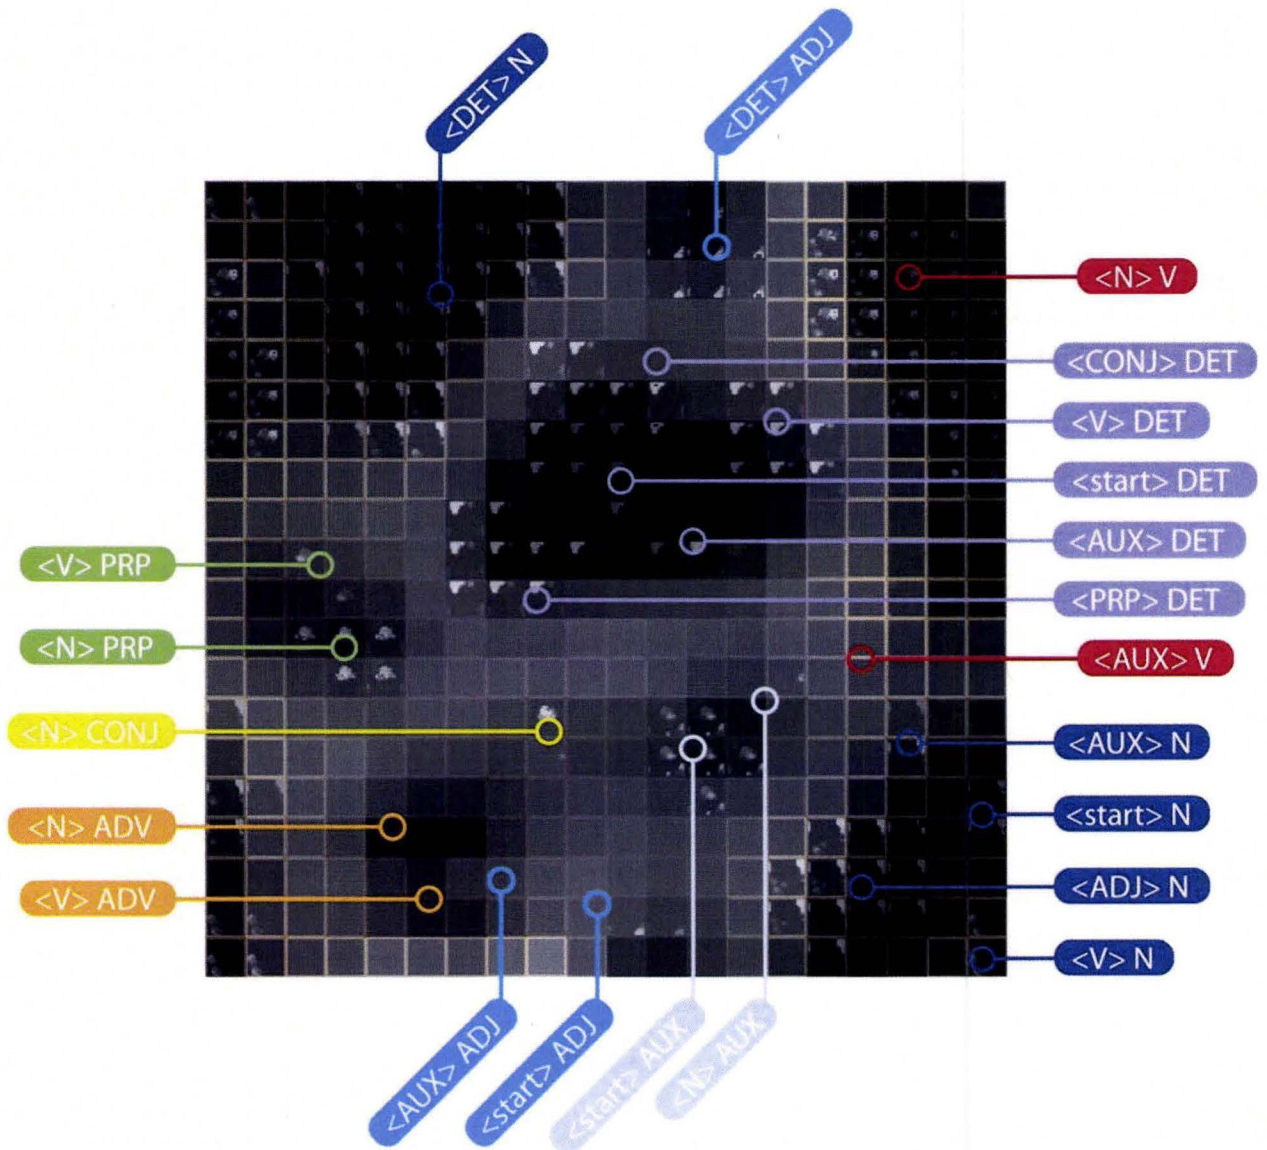 <DET> N
<DET> ADJ
<N> V
<CONJ> DET
<V> DET
<start> DET
<AUX> DET
<PRP> DET
<AUX> V
<AUX> N
<start> N
<ADJ> N
<V> N
<V> PRP
<N> PRP
<N> CONJ
<N> ADV
<V> ADV
<AUX> ADJ
<start> ADJ
<start> AUX
<N> AUX